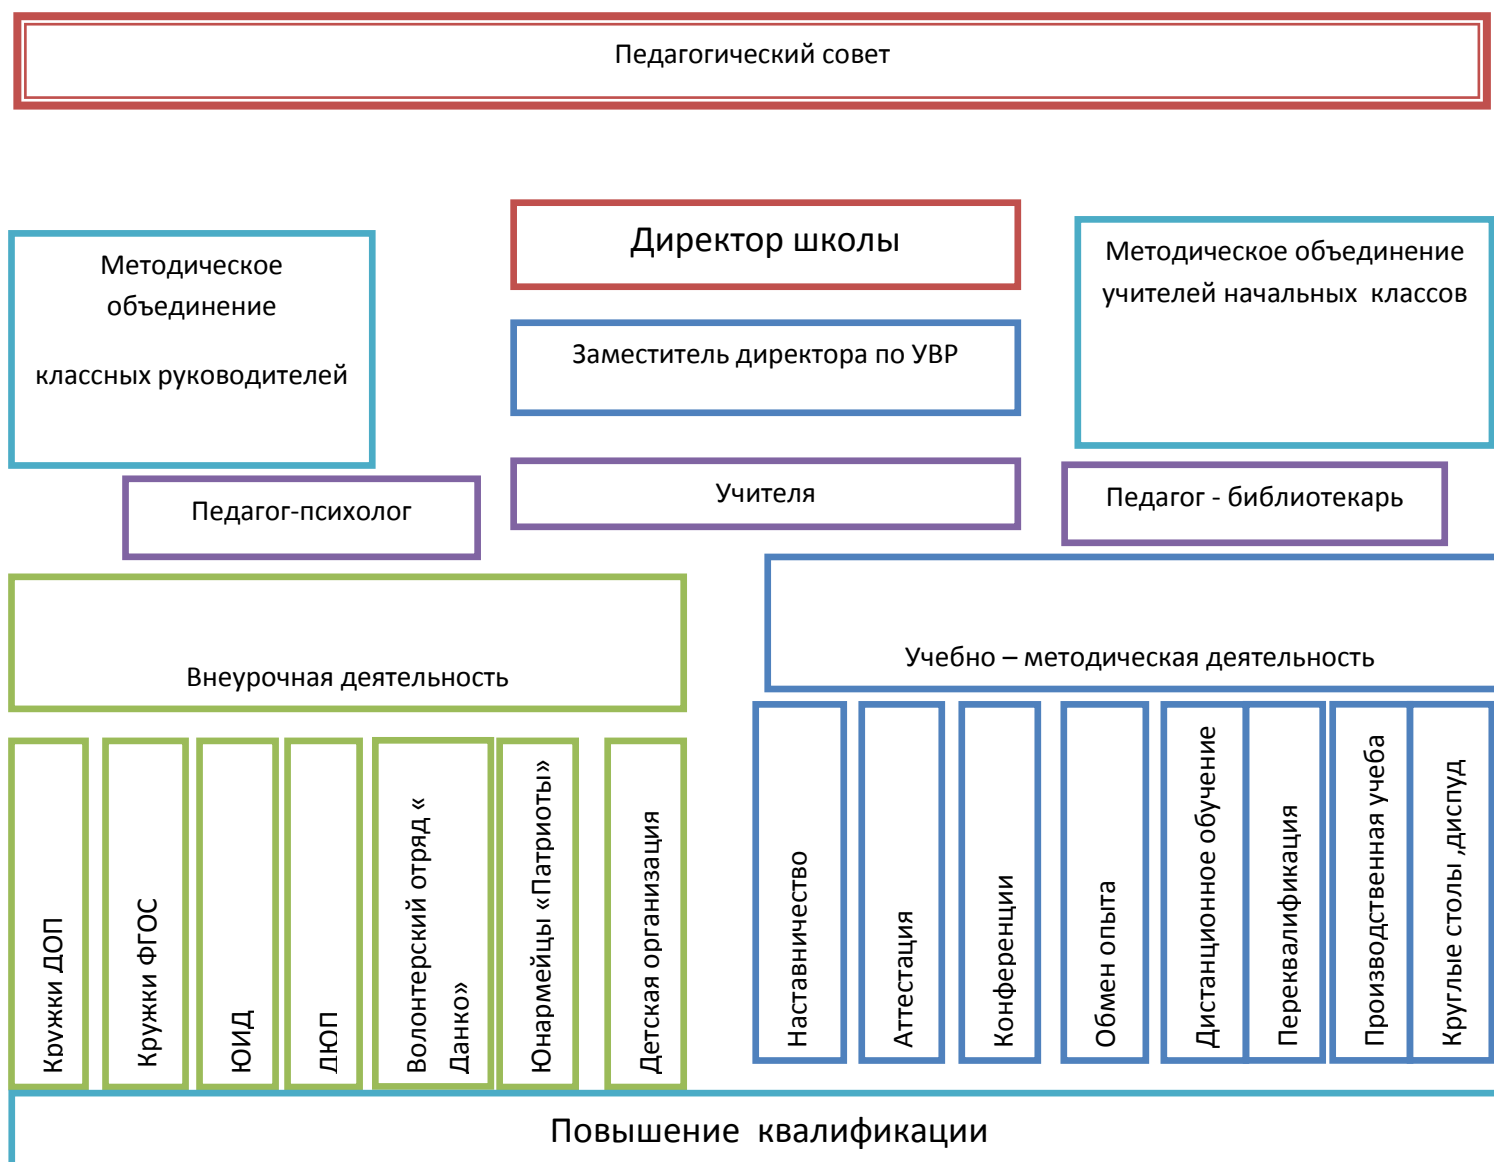 Педагогический совет
Директор школы
Методическое
объединение
классных руководителей
Методическое объединение
учителей начальных  классов
Заместитель директора по УВР
Педагог-психолог
Учителя
Педагог - библиотекарь
Внеурочная деятельность
Учебно – методическая деятельность
Кружки ДОП
Кружки ФГОС
ЮИД
ДЮП
Волонтерский отряд «
Данко»
Юнармейцы «Патриоты»
Детская организация
Наставничество
Аттестация
Конференции
Обмен опыта
Дистанционное обучение
Переквалификация
Производственная учеба
Круглые столы ,диспуд
Повышение  квалификации